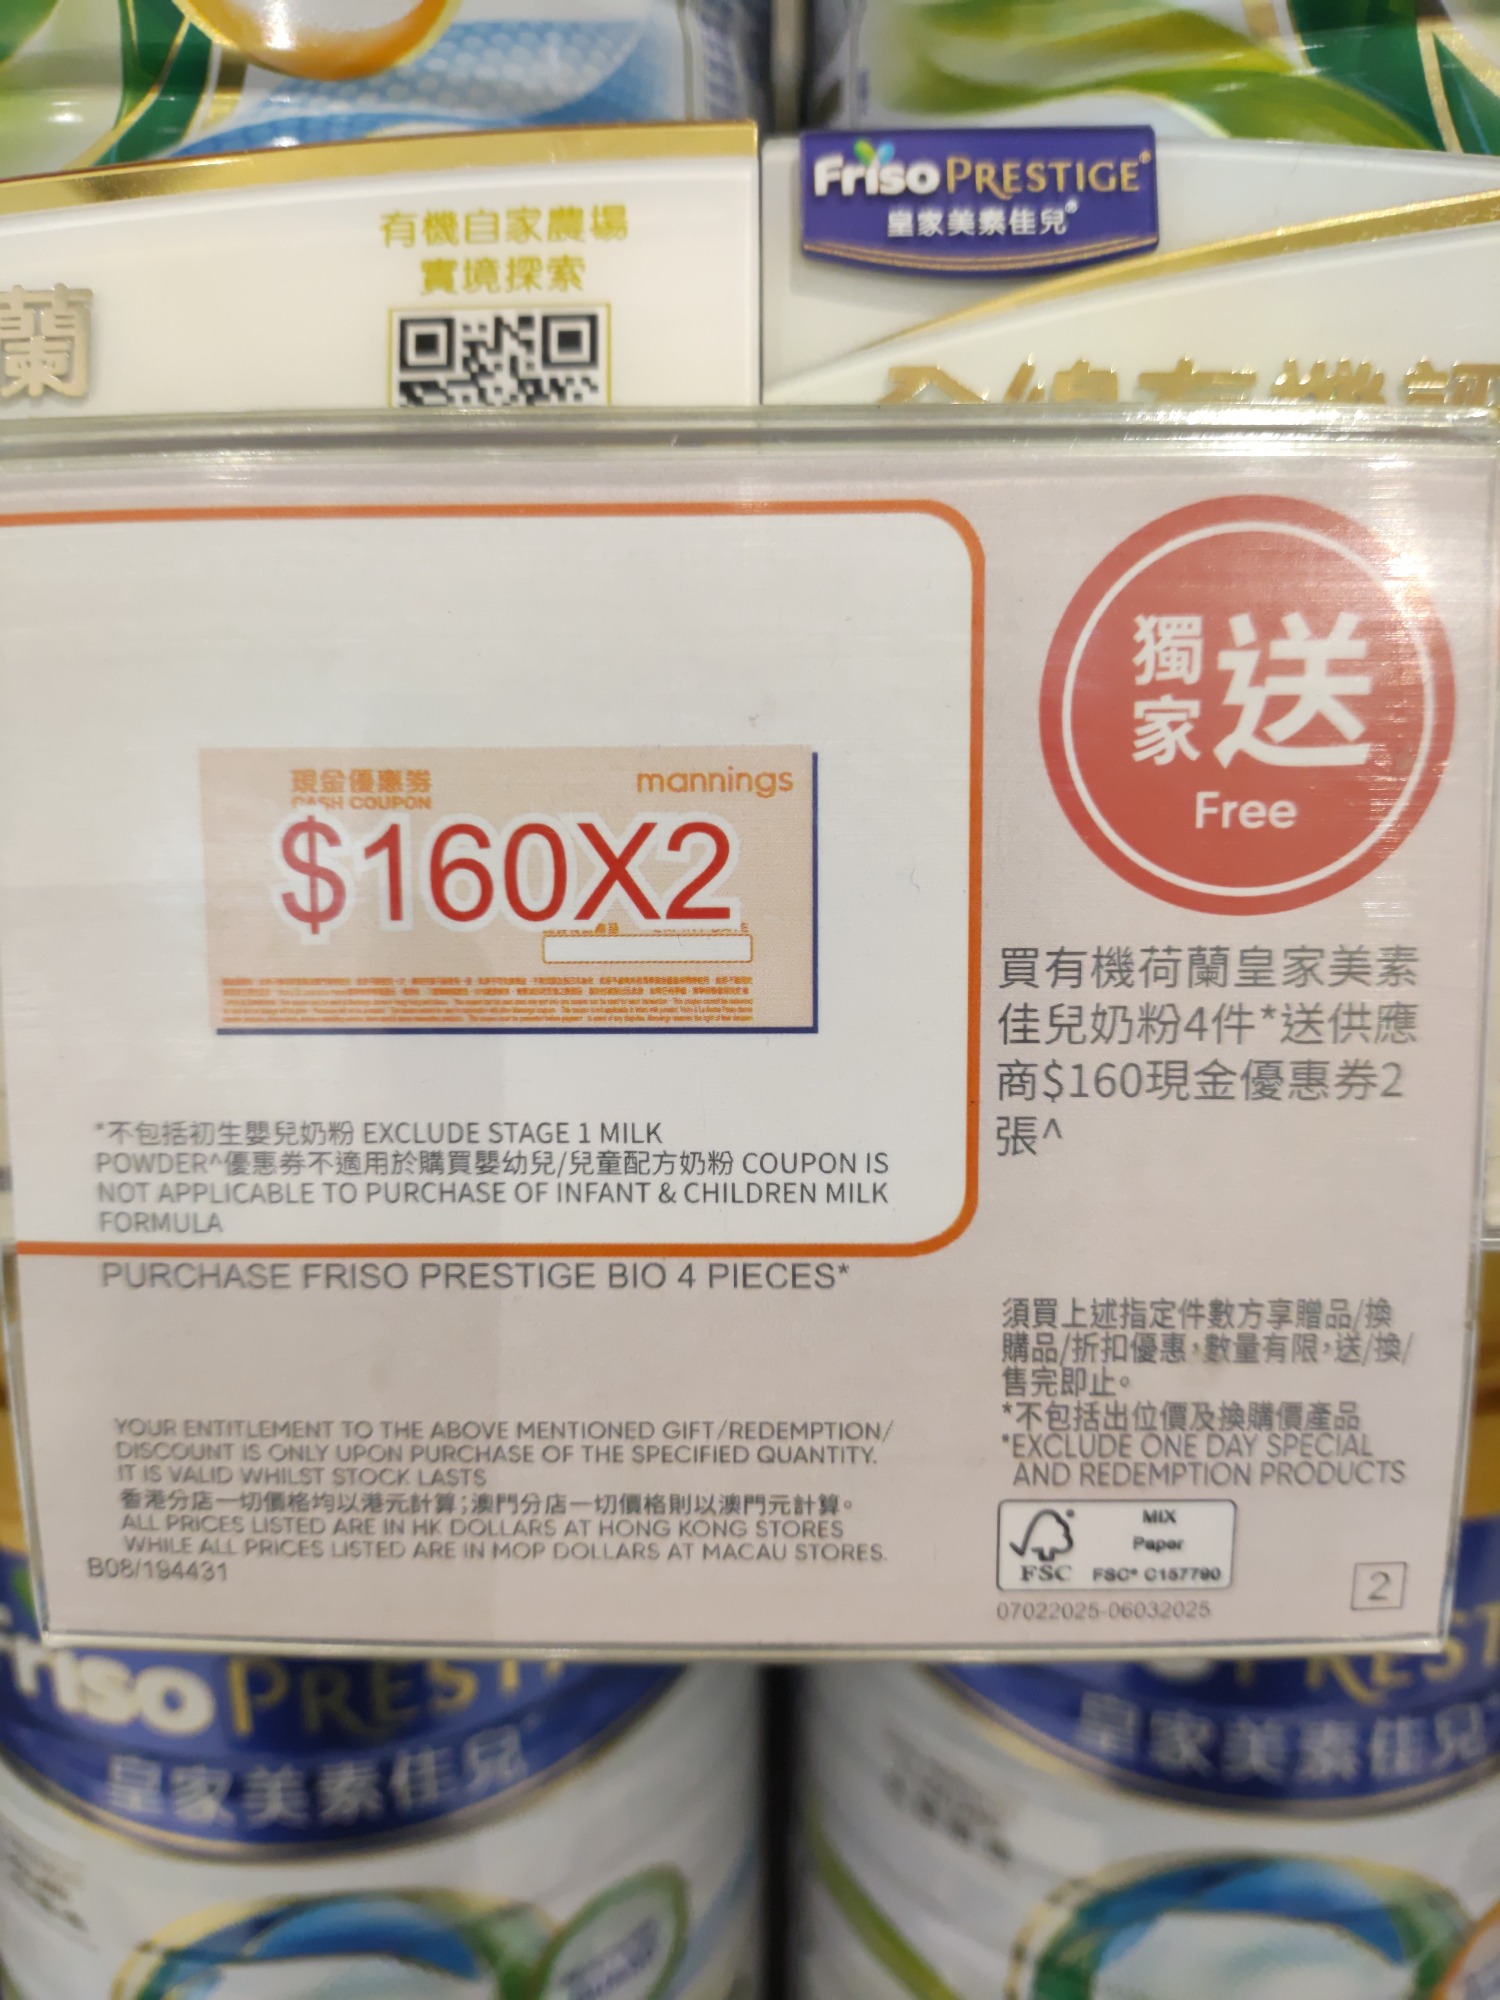 有機自家農場
實境探索
蘭
Friso PRESTIGE®
皇家美素佳兒®
現金優惠券
CASH COUPON
mannings
$160X2
獨家
送
Free
買有機荷蘭皇家美素
佳兒奶粉4件*送供應
商$160現金優惠券2
張^
*不包括初生嬰兒奶粉 EXCLUDE STAGE 1 MILK
POWDER^優惠券不適用於購買嬰幼兒/兒童配方奶粉 COUPON IS
NOT APPLICABLE TO PURCHASE OF INFANT & CHILDREN MILK
FORMULA
PURCHASE FRISO PRESTIGE BIO 4 PIECES*
須買上述指定件數方享贈品/換
購品/折扣優惠，數量有限，送/換/
售完即止。
*不包括出位價及換購價產品
*EXCLUDE ONE DAY SPECIAL
AND REDEMPTION PRODUCTS
YOUR ENTITLEMENT TO THE ABOVE MENTIONED GIFT/REDEMPTION/
DISCOUNT IS ONLY UPON PURCHASE OF THE SPECIFIED QUANTITY.
IT IS VALID WHILST STOCK LASTS
香港分店一切價格均以港元計算；澳門分店一切價格則以澳門元計算。
ALL PRICES LISTED ARE IN HK DOLLARS AT HONG KONG STORES
WHILE ALL PRICES LISTED ARE IN MOP DOLLARS AT MACAU STORES.
B08/194431
FSC
MIX
Paper
FSC® C157790
07022025-06032025
2
Friso PREST
皇家美素佳兒
PREST
皇家美素佳兒